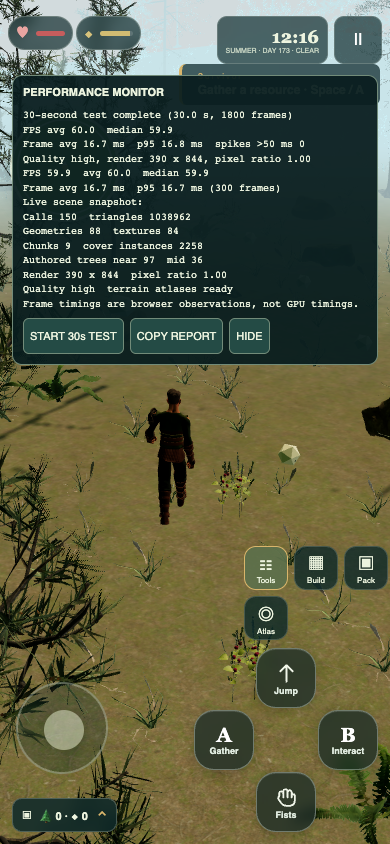 12:16
SUMMER · DAY 173 · CLEAR
Gather a resource · Space / A
PERFORMANCE MONITOR
30-second test complete (30.0 s, 1800 frames)
FPS avg 60.0 median 59.9
Frame avg 16.7 ms p95 16.8 ms spikes >50 ms 0
Quality high, render 390 x 844, pixel ratio 1.00
FPS 59.9 avg 60.0 median 59.9
Frame avg 16.7 ms p95 16.7 ms (300 frames)
Live scene snapshot:
Calls 150 triangles 1038962
Geometries 88 textures 84
Chunks 9 cover instances 2258
Authored trees near 97 mid 36
Render 390 x 844 pixel ratio 1.00
Quality high terrain atlases ready
Frame timings are browser observations, not GPU timings.
START 30s TEST COPY REPORT HIDE
Tools Build Pack
Atlas
Jump
A B
Gather Interact
Fists
0 · ◆ 0